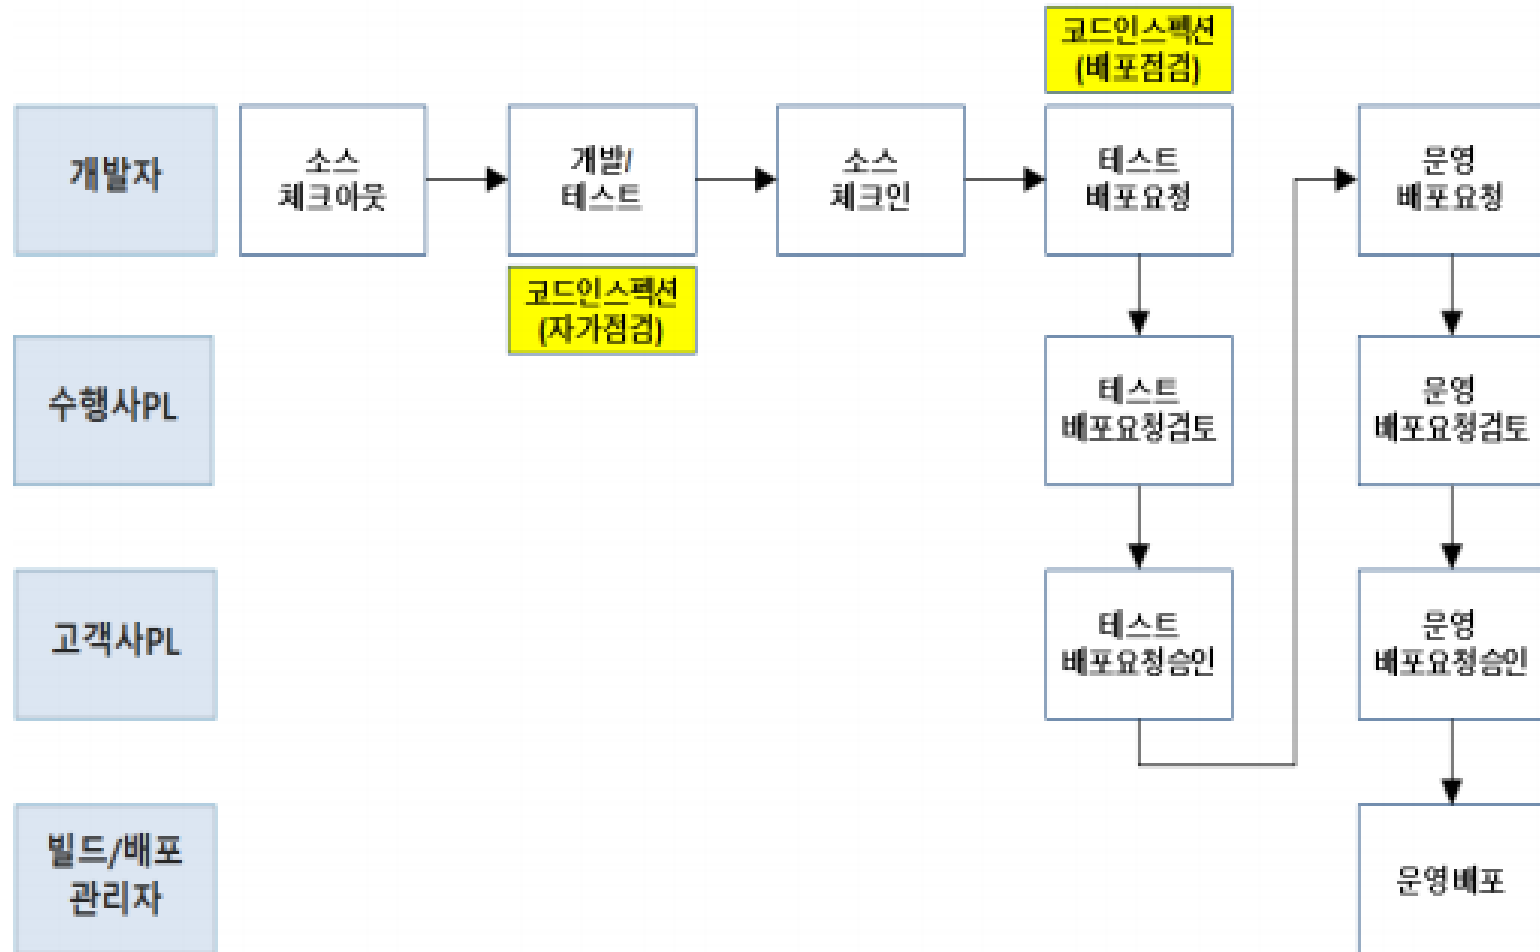 코드인스펙션
(배포점검)
개발자
소스
체크아웃
개발/
테스트
소스
체크인
테스트
배포요청
운영
배포요청
코드인스펙션
(자가점검)
수행사PL
테스트
배포요청검토
운영
배포요청검토
고객사PL
테스트
배포요청승인
운영
배포요청승인
빌드/배포
관리자
운영배포